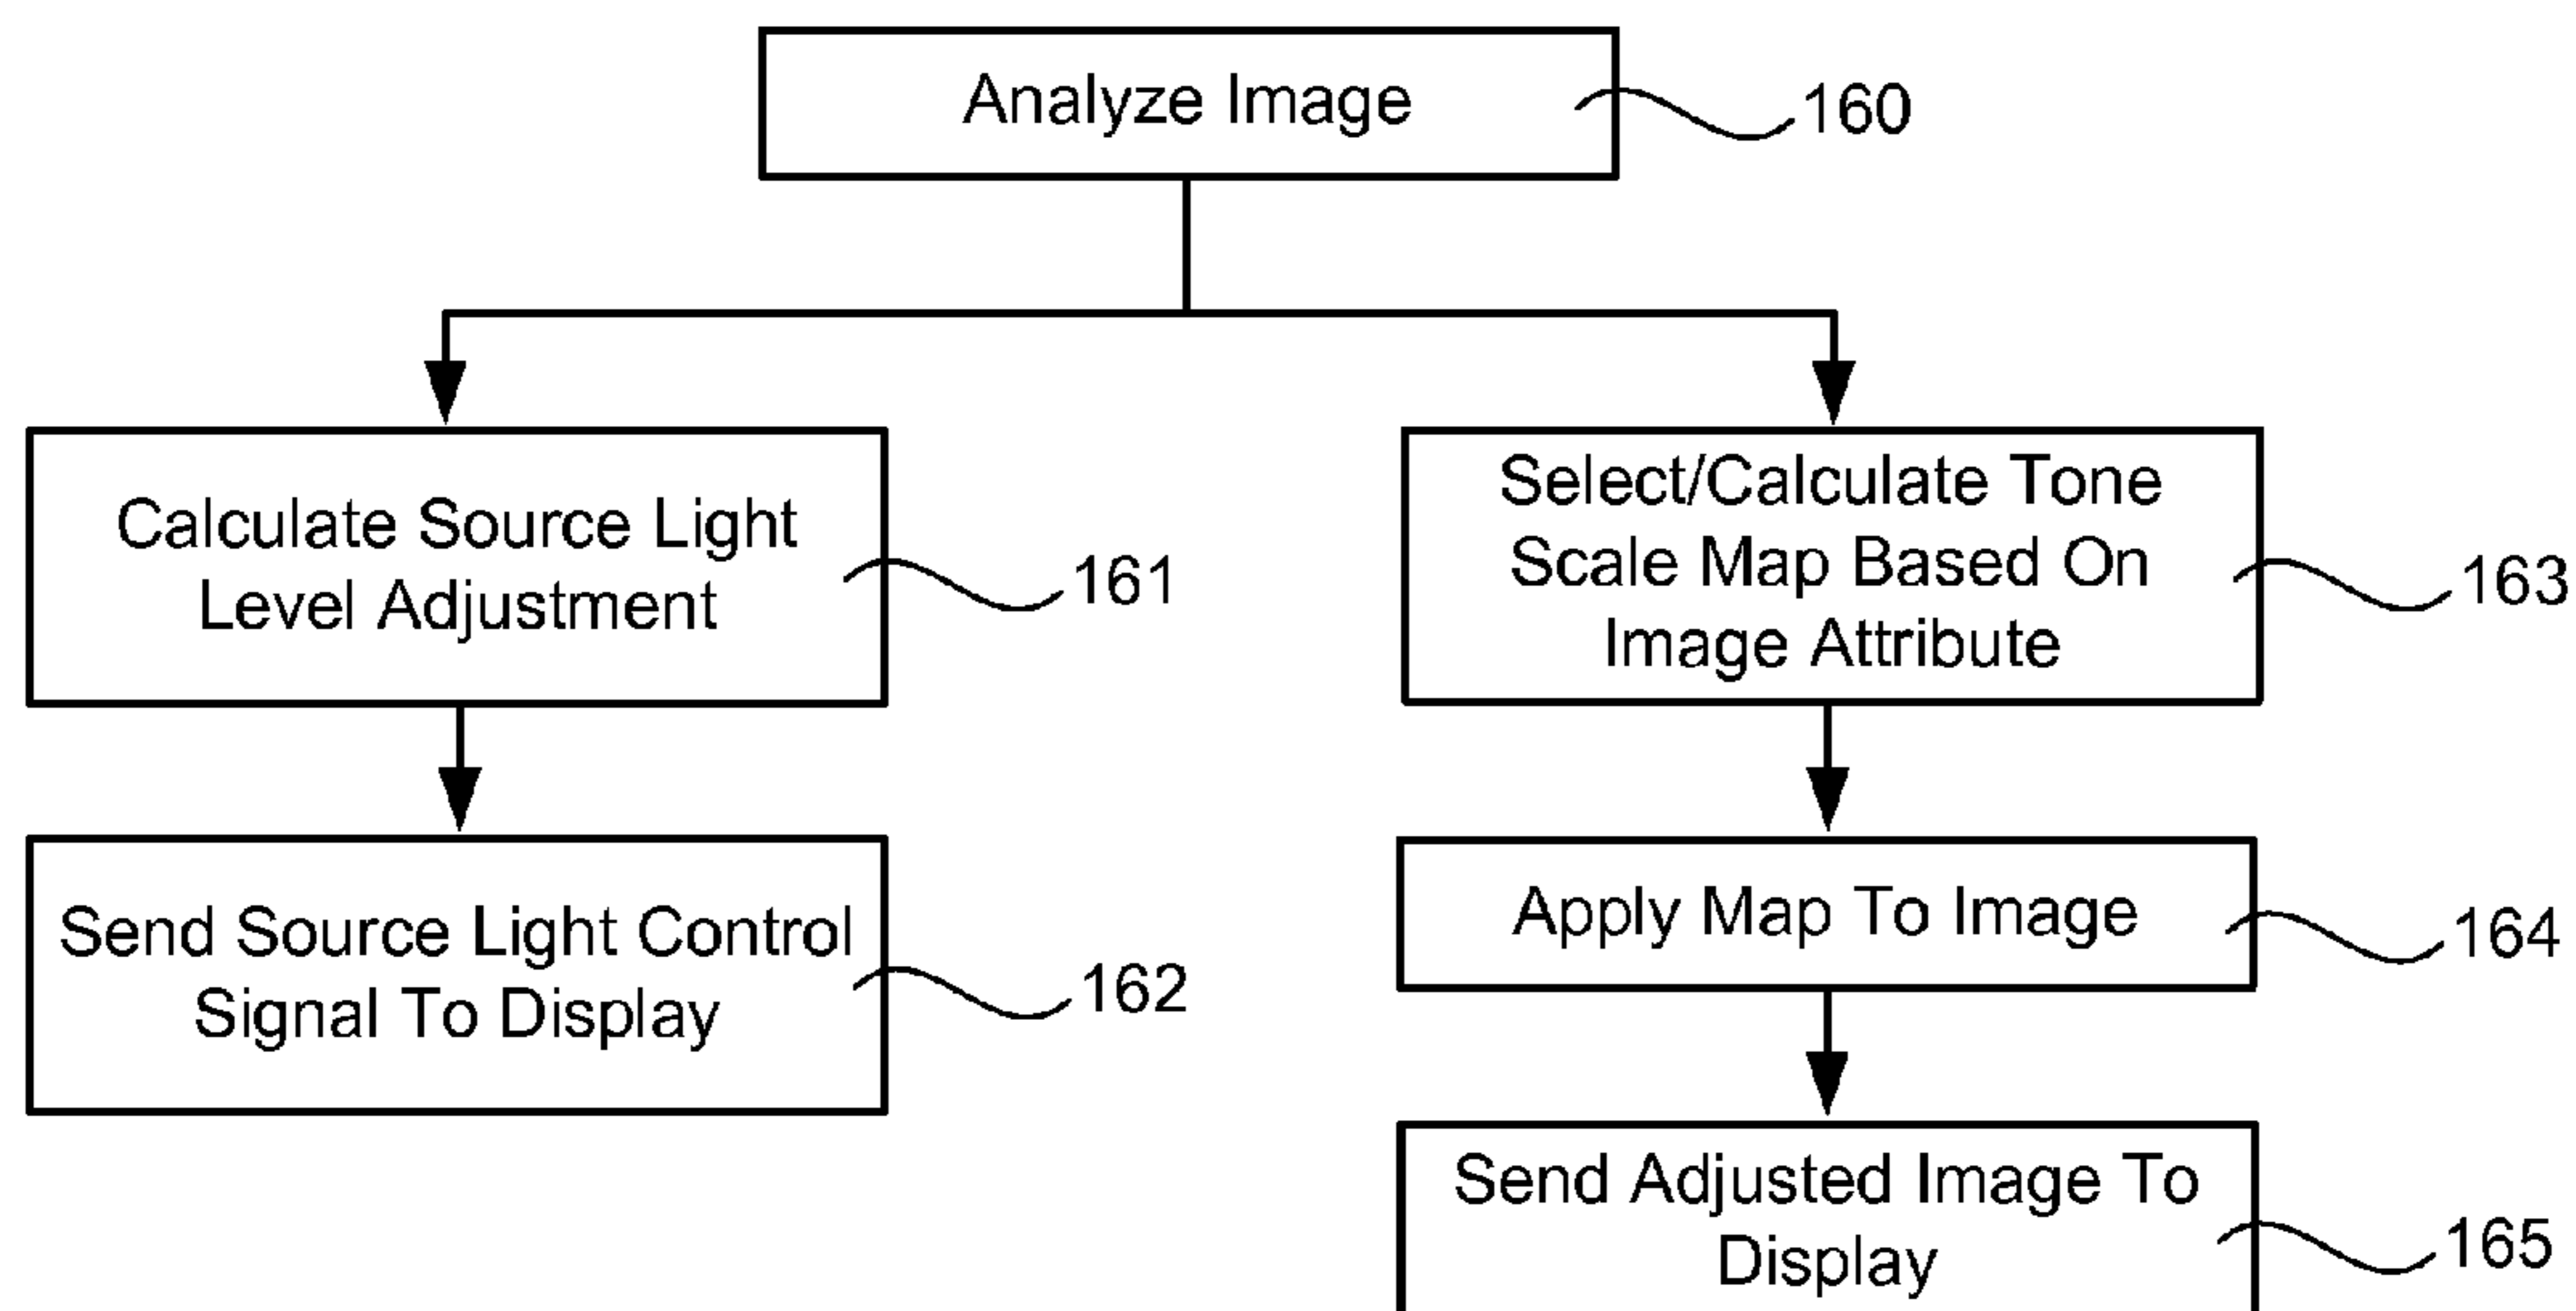 Analyze Image
160
Calculate Source Light
Level Adjustment
161
Select/Calculate Tone
Scale Map Based On
Image Attribute
163
Send Source Light Control
Signal To Display
162
Apply Map To Image
164
Send Adjusted Image To
Display
165